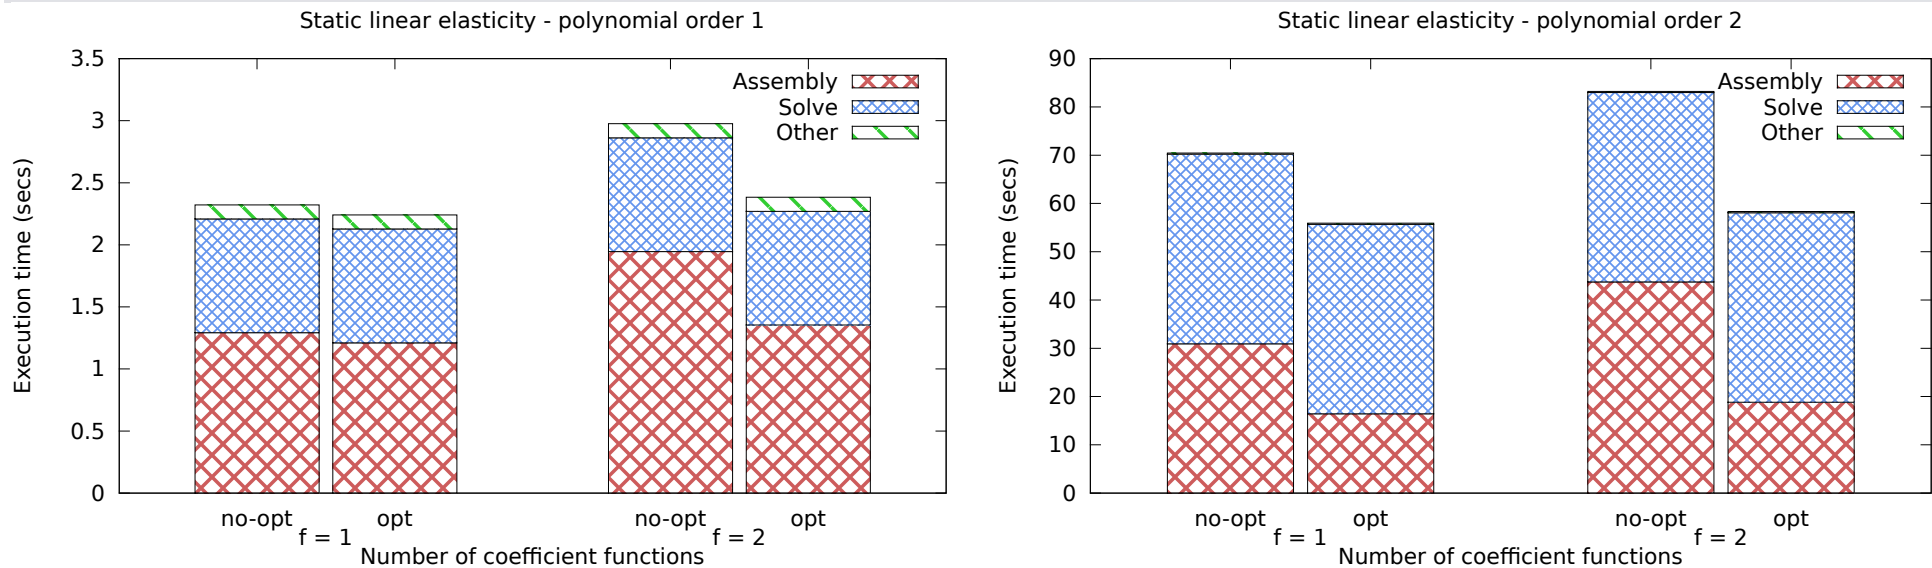 Static linear elasticity - polynomial order 1
3.5
3
2.5
2
1.5
1
0.5
0
Execution time (secs)
Assembly
Solve
Other
no-opt opt no-opt opt
f = 1 f = 2
Number of coefficient functions
Static linear elasticity - polynomial order 2
90
80
70
60
50
40
30
20
10
0
Execution time (secs)
Assembly
Solve
Other
no-opt opt no-opt opt
f = 1 f = 2
Number of coefficient functions